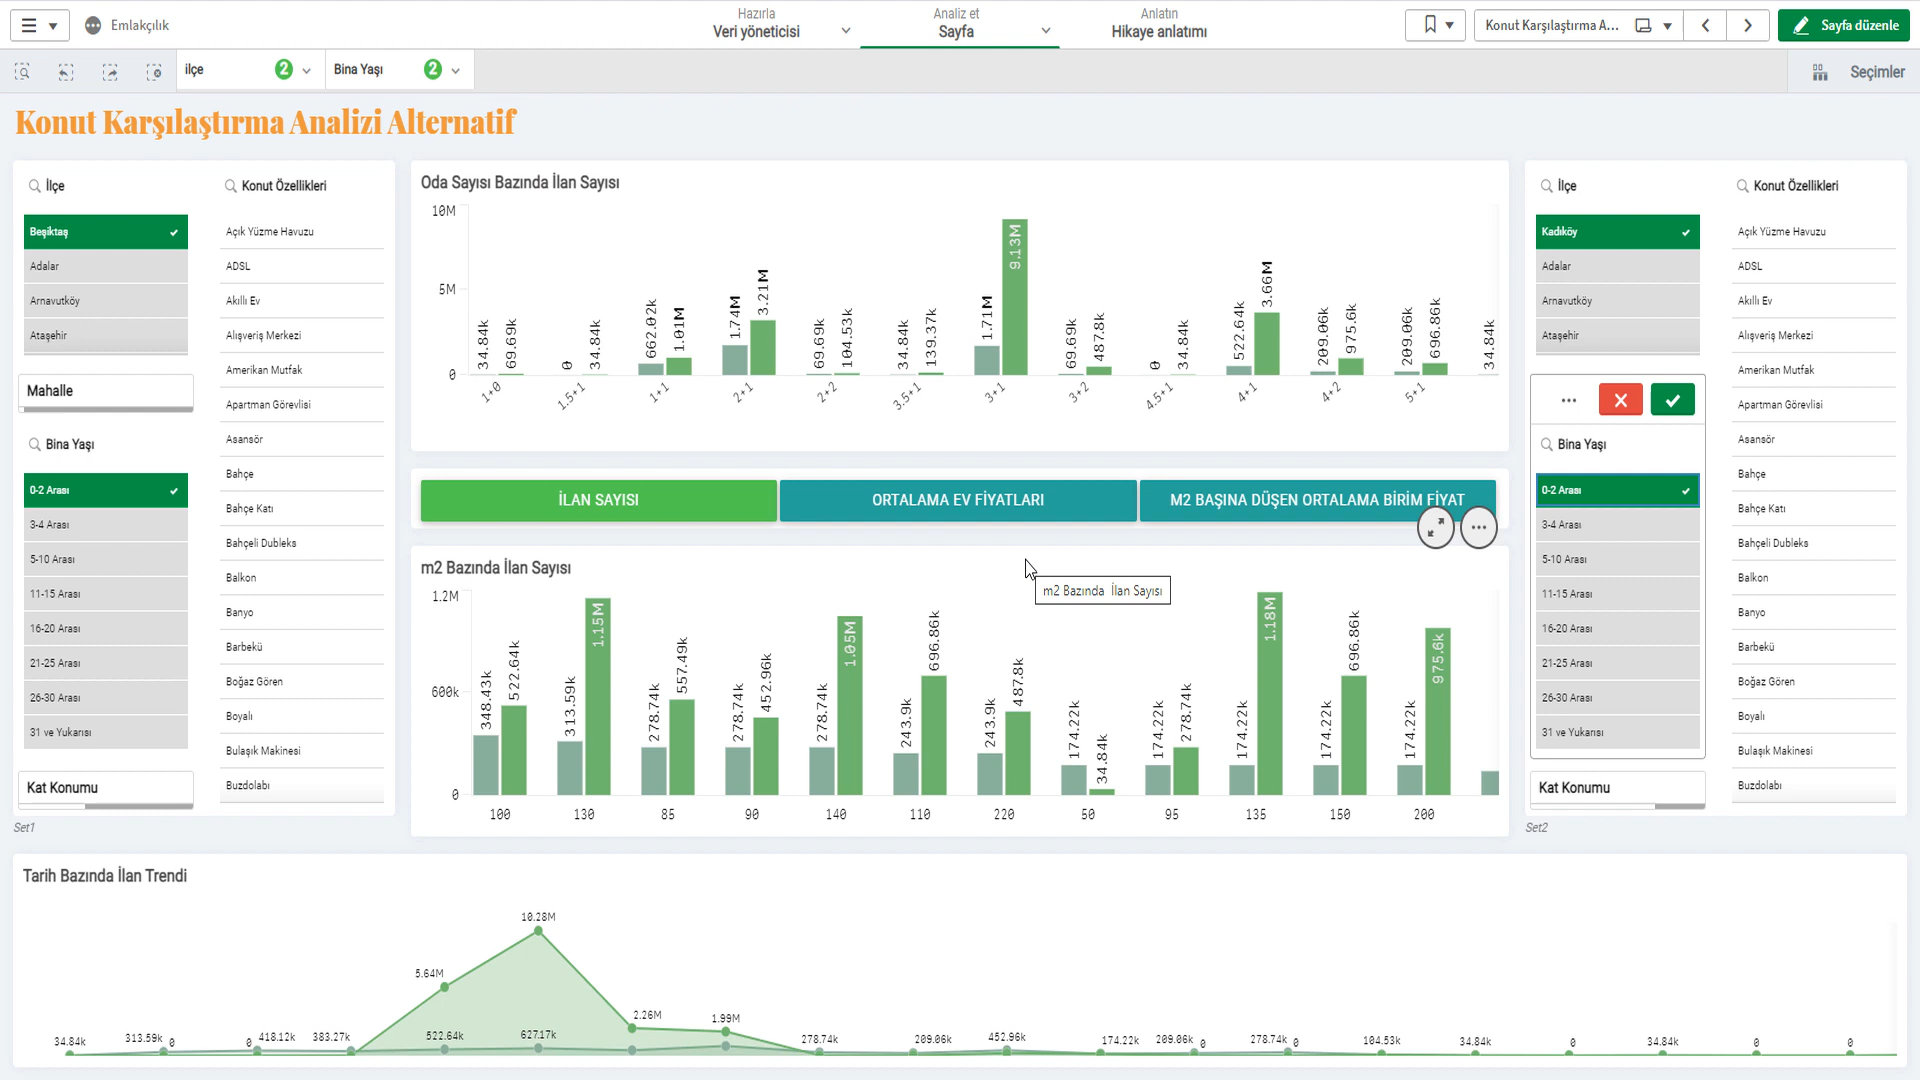 Emlakçılık
Hazırla
Veri yöneticisi
Analiz et
Sayfa
Anlatın
Hikaye anlatımı
Konut Karşılaştırma A...
Sayfa düzenle
ilçe
2
Bina Yaşı
2
Seçimler
Konut Karşılaştırma Analizi Alternatif
İlçe
Beşiktaş
Adalar
Arnavutköy
Ataşehir
Mahalle
Bina Yaşı
0-2 Arası
3-4 Arası
5-10 Arası
11-15 Arası
16-20 Arası
21-25 Arası
26-30 Arası
31 ve Yukarısı
Kat Konumu
Set1
Konut Özellikleri
Açık Yüzme Havuzu
ADSL
Akıllı Ev
Alışveriş Merkezi
Amerikan Mutfak
Apartman Görevlisi
Asansör
Bahçe
Bahçe Katı
Bahçeli Dubleks
Balkon
Banyo
Barbekü
Boğaz Gören
Boyalı
Bulaşık Makinesi
Buzdolabı
Oda Sayısı Bazında İlan Sayısı
10M
5M
0
34.84k 69.69k 0 34.84k 662.02k 1.01M 1.74M 3.21M 69.69k 104.53k 34.84k 139.37k 1.71M 9.13M 69.69k 487.8k 0 34.84k 522.64k 3.66M 209.06k 975.6k 209.06k 696.86k 34.84k
1+0 1.5+1 1+1 2+1 2+2 3.5+1 3+1 3+2 4.5+1 4+1 4+2 5+1
İLAN SAYISI
ORTALAMA EV FİYATLARI
M2 BAŞINA DÜŞEN ORTALAMA BİRİM FİYAT
m2 Bazında İlan Sayısı
m2 Bazında İlan Sayısı
1.2M
600k
0
348.43k 522.64k 313.59k 1.15M 278.74k 557.49k 278.74k 452.96k 278.74k 1.05M 243.9k 696.86k 243.9k 487.8k 174.22k 34.84k 174.22k 278.74k 174.22k 1.18M 174.22k 696.86k 174.22k 975.6k
100 130 85 90 140 110 220 50 95 135 150 200
İlçe
Kadıköy
Adalar
Arnavutköy
Ataşehir
Bina Yaşı
0-2 Arası
3-4 Arası
5-10 Arası
11-15 Arası
16-20 Arası
21-25 Arası
26-30 Arası
31 ve Yukarısı
Kat Konumu
Set2
Konut Özellikleri
Açık Yüzme Havuzu
ADSL
Akıllı Ev
Alışveriş Merkezi
Amerikan Mutfak
Apartman Görevlisi
Asansör
Bahçe
Bahçe Katı
Bahçeli Dubleks
Balkon
Banyo
Barbekü
Boğaz Gören
Boyalı
Bulaşık Makinesi
Buzdolabı
Tarih Bazında İlan Trendi
10.28M
5.64M
2.26M 1.99M
34.84k 313.59k 0 0 418.12k 383.27k 522.64k 627.17k 278.74k 209.06k 452.96k 174.22k 209.06k 0 278.74k 0 104.53k 34.84k 0 34.84k 0 0